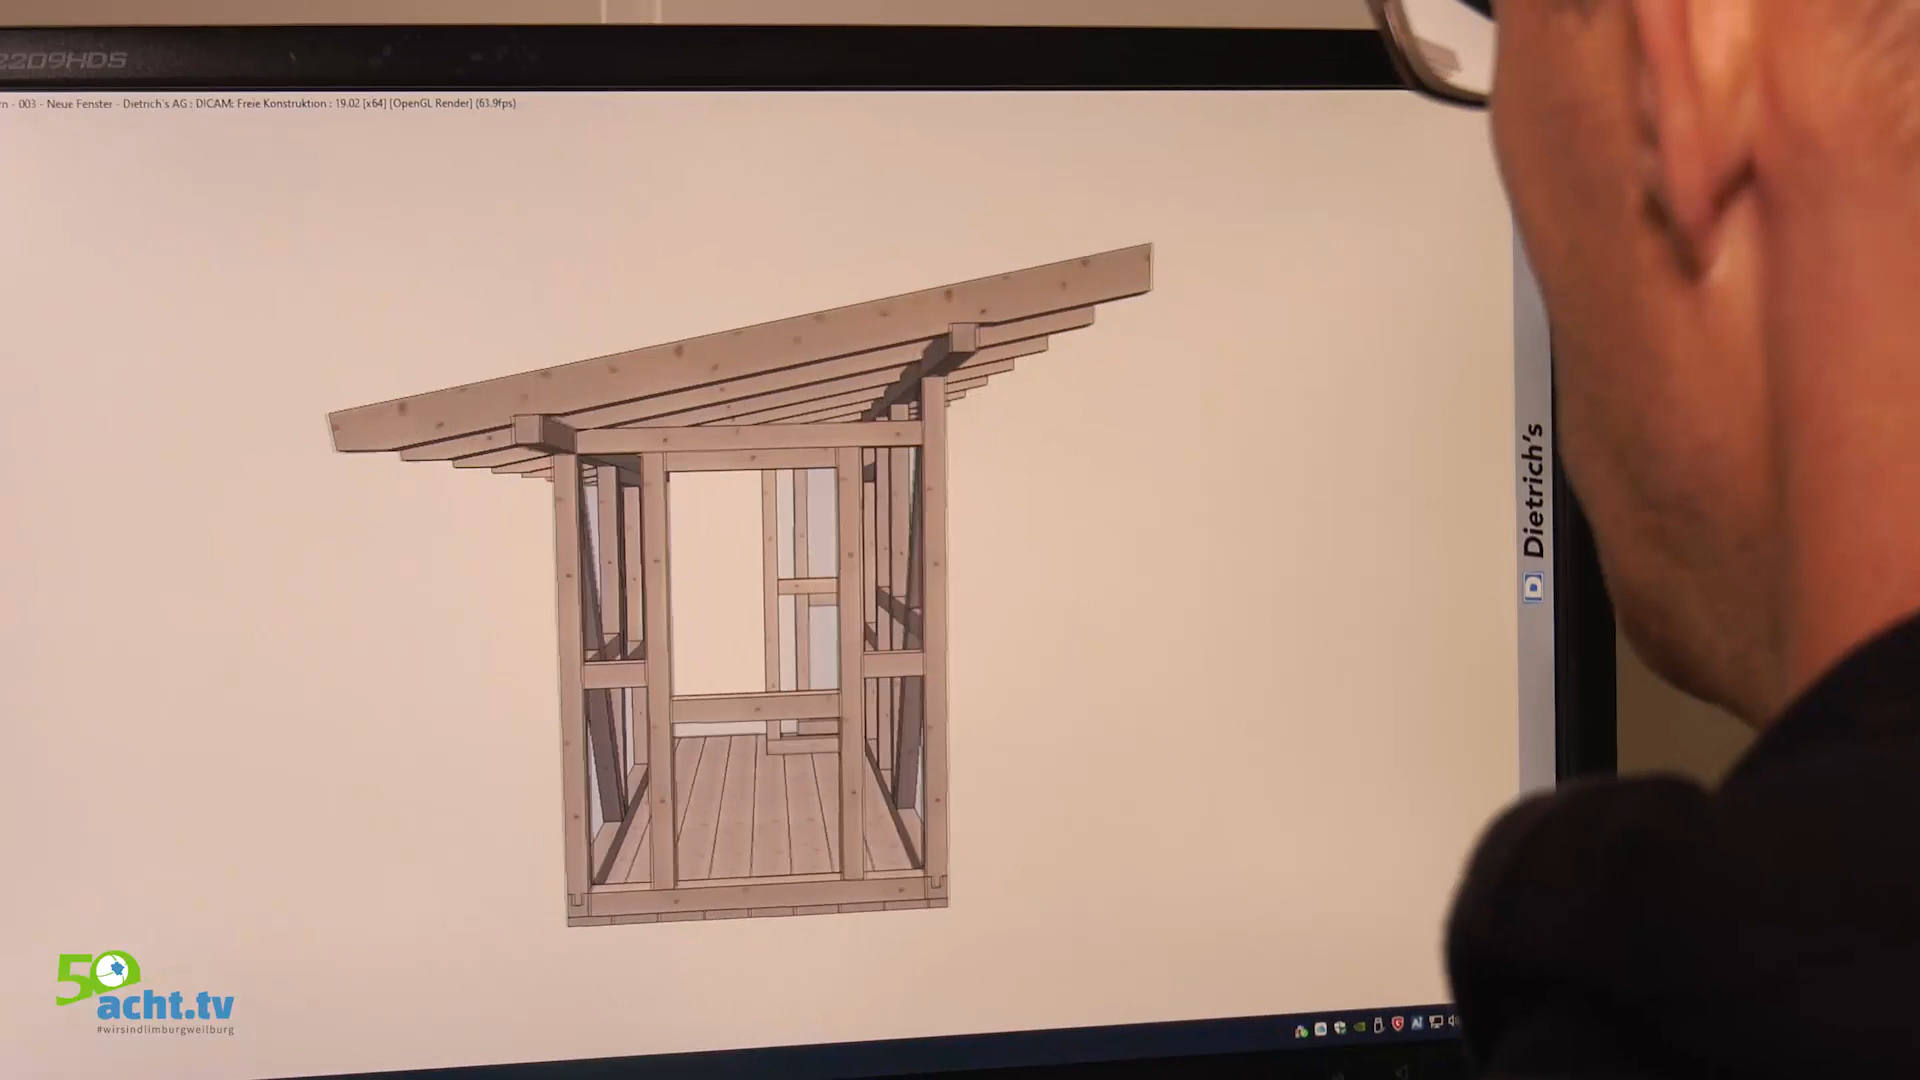 2209HDS
rn - 003 - Neue Fenster - Dietrich's AG : DICAM: Freie Konstruktion : 19.02 [x64] [OpenGL Render] (63.9fps)
D Dietrich's
50
acht.tv
#wirsindlimburgweilburg